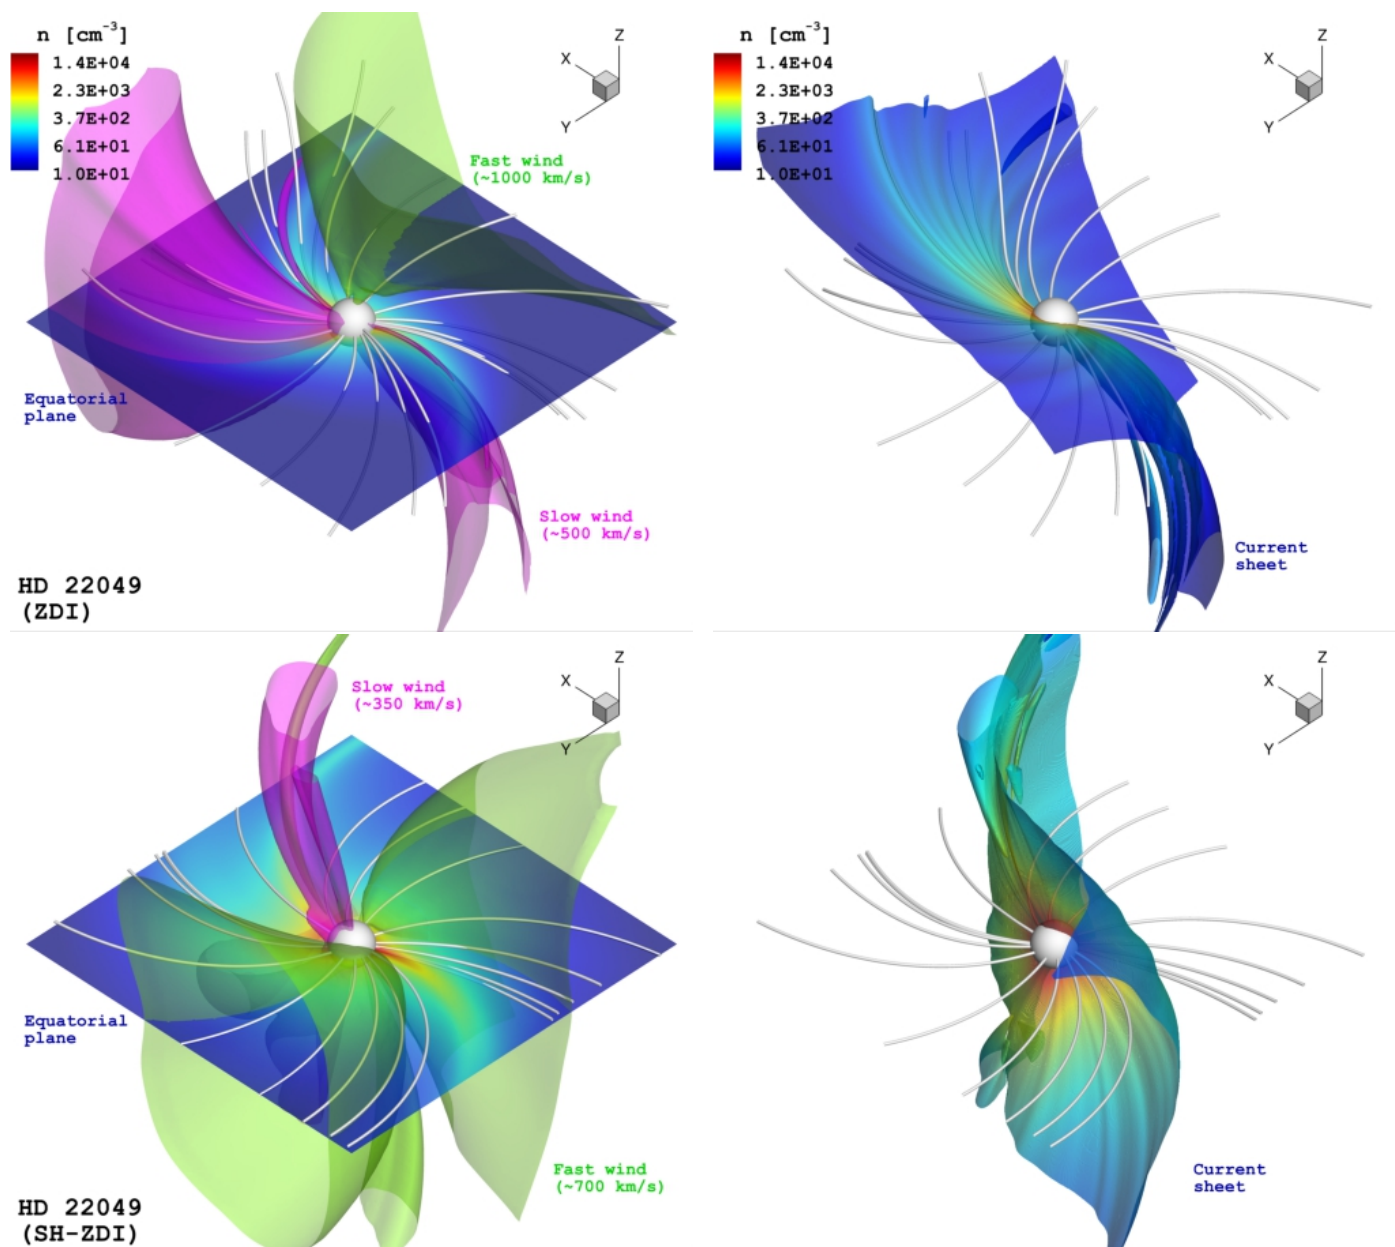 n [cm⁻³]
1.4E+04
2.3E+03
3.7E+02
6.1E+01
1.0E+01
X
Z
Y
Fast wind
(~1000 km/s)
Equatorial
plane
Slow wind
(~500 km/s)
HD 22049
(ZDI)
n [cm⁻³]
1.4E+04
2.3E+03
3.7E+02
6.1E+01
1.0E+01
X
Z
Y
Current
sheet
Slow wind
(~350 km/s)
X
Z
Y
Equatorial
plane
Fast wind
(~700 km/s)
HD 22049
(SH-ZDI)
X
Z
Y
Current
sheet